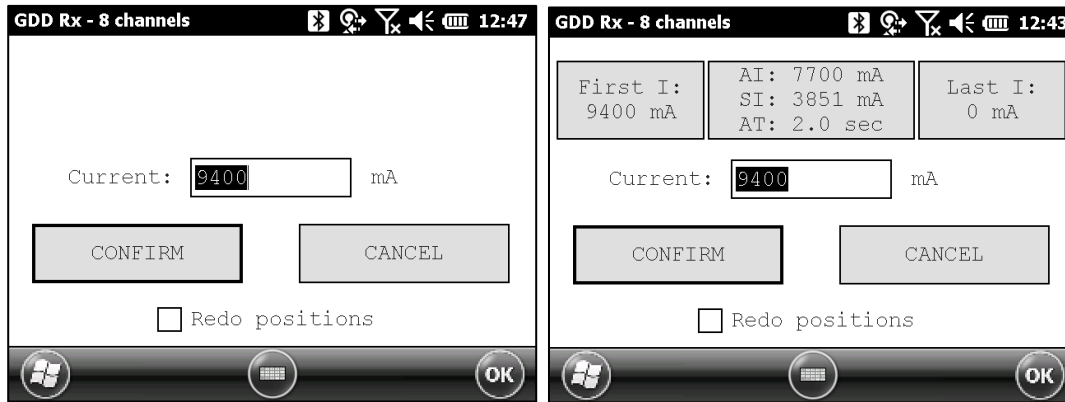 GDD Rx - 8 channels 12:47
Current: 9400 mA
CONFIRM CANCEL
Redo positions
OK
GDD Rx - 8 channels 12:43
First I:
9400 mA
AI: 7700 mA
SI: 3851 mA
AT: 2.0 sec
Last I:
0 mA
Current: 9400 mA
CONFIRM CANCEL
Redo positions
OK